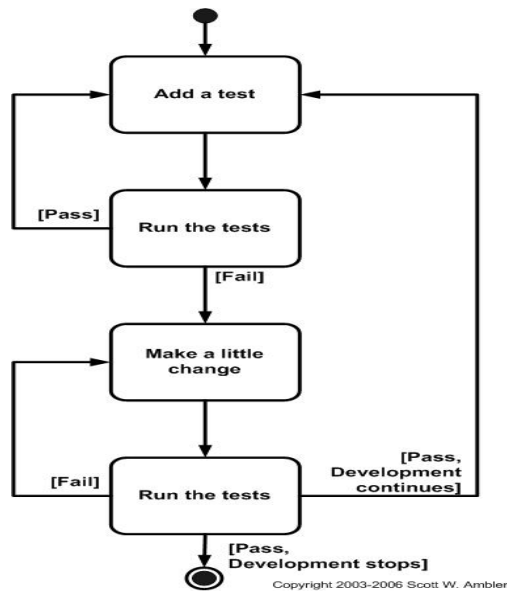 Add a test
[Pass]
Run the tests
[Fail]
Make a little
change
[Fail]
Run the tests
[Pass,
Development
continues]
[Pass,
Development stops]
Copyright 2003-2006 Scott W. Ambler